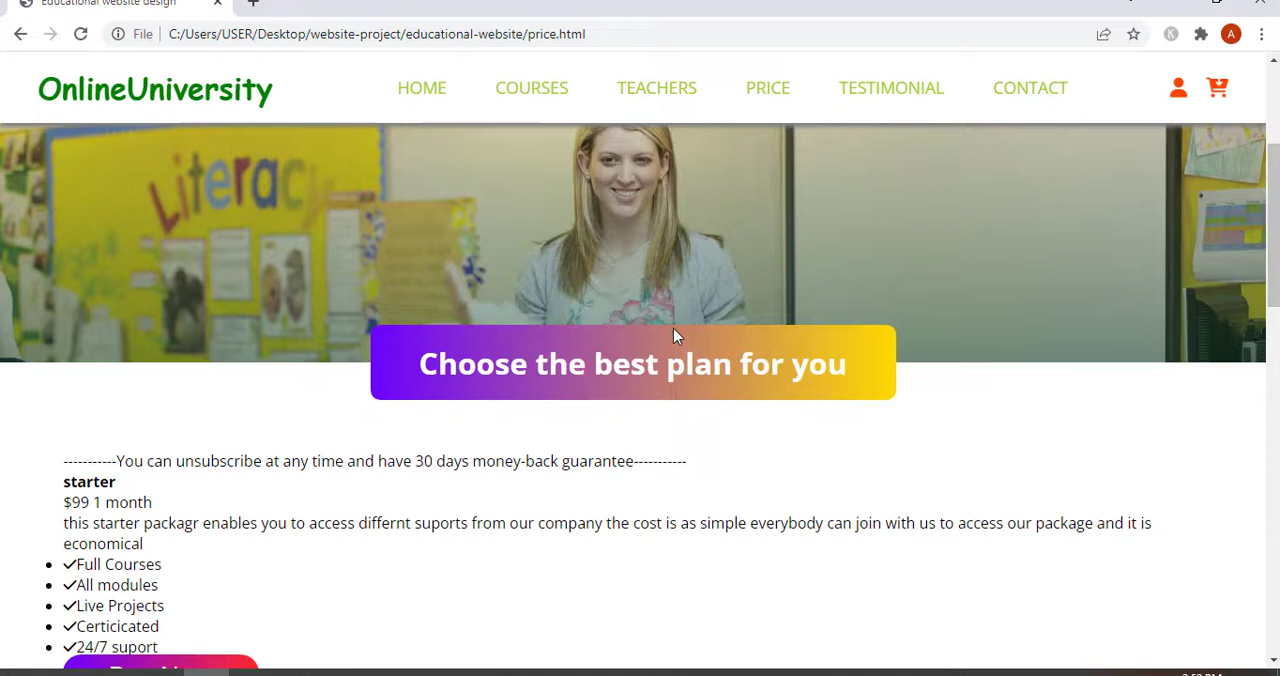 Educational website design
File
C:/Users/USER/Desktop/website-project/educational-website/price.html
A
OnlineUniversity
HOME
COURSES
TEACHERS
PRICE
TESTIMONIAL
CONTACT
Literacy
Choose the best plan for you
-----------You can unsubscribe at any time and have 30 days money-back guarantee-----------
starter
$99 1 month
this starter packagr enables you to access differnt suports from our company the cost is as simple everybody can join with us to access our package and it is
economical
Full Courses
All modules
Live Projects
Certicicated
24/7 suport